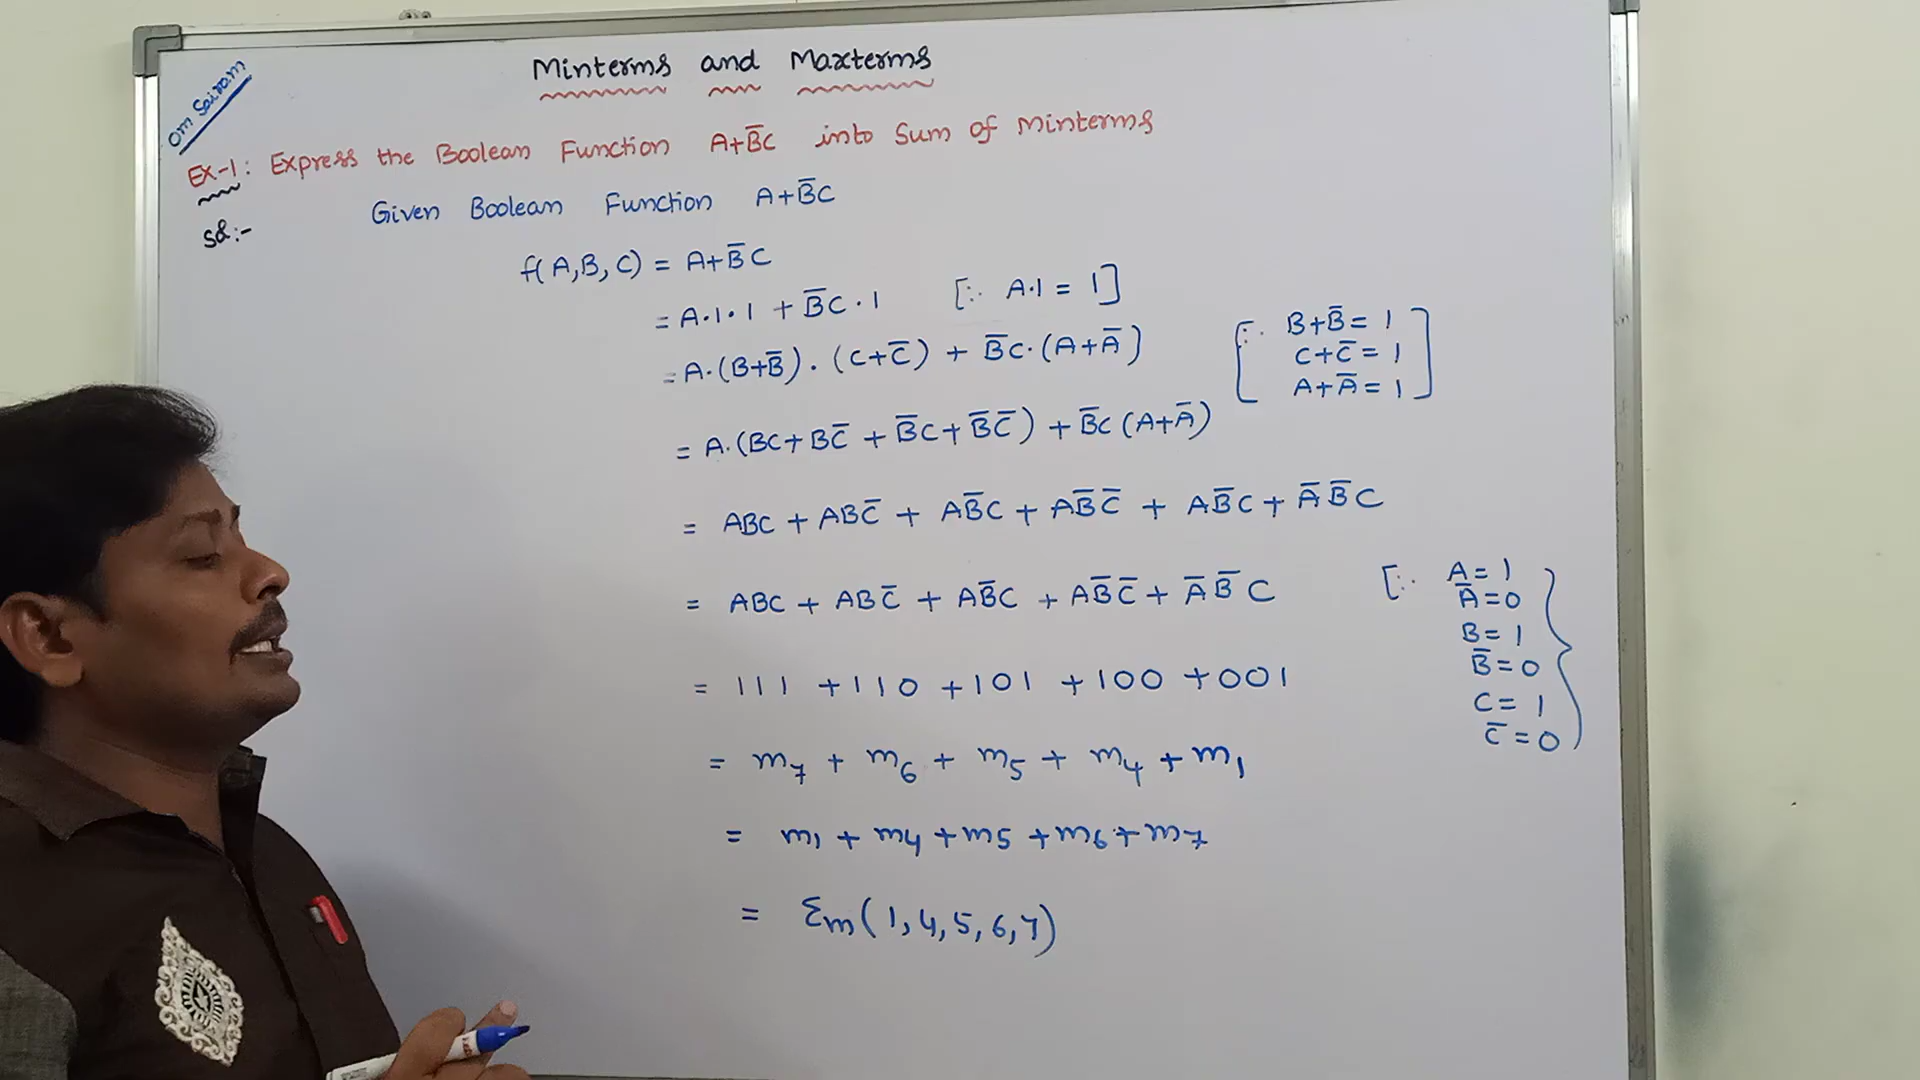 Om Sairam
Minterms and Maxterms
Ex-1: Express the Boolean Function A+B̅C into Sum of Minterms
Sol:- Given Boolean Function A+B̅C
f(A,B,C) = A+B̅C
= A·1·1 + B̅C·1 [∵ A·1 = 1]
= A·(B+B̅)·(C+C̅) + B̅C·(A+A̅) [∵ B+B̅ = 1
C+C̅ = 1
A+A̅ = 1]
= A·(BC+BC̅+B̅C+B̅C̅) + B̅C(A+A̅)
= ABC + ABC̅ + AB̅C + AB̅C̅ + AB̅C + A̅B̅C
= ABC + ABC̅ + AB̅C + AB̅C̅ + A̅B̅C [∵ A=1
A̅=0
B=1
B̅=0
C=1
C̅=0}
= 111 + 110 + 101 + 100 + 001
= m7 + m6 + m5 + m4 + m1
= m1 + m4 + m5 + m6 + m7
= Σm(1,4,5,6,7)